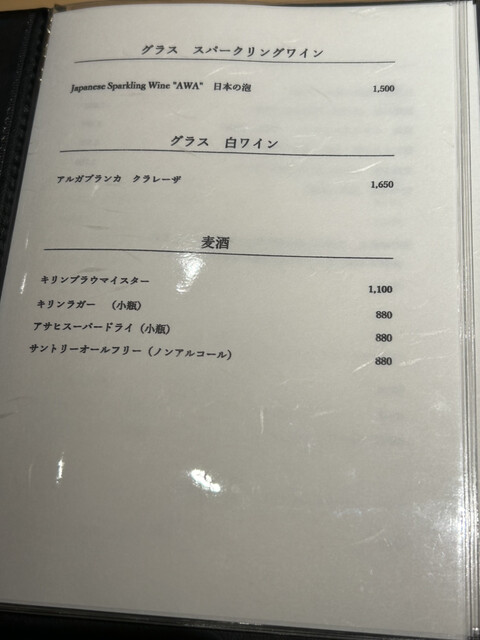 グラス　スパークリングワイン
Japanese Sparkling Wine "AWA"　日本の泡　1,500
グラス　白ワイン
アルガブランカ　クラレーザ　1,650
麦酒
キリンブラウマイスター　1,100
キリンラガー　（小瓶）　880
アサヒスーパードライ（小瓶）　880
サントリーオールフリー（ノンアルコール）　880